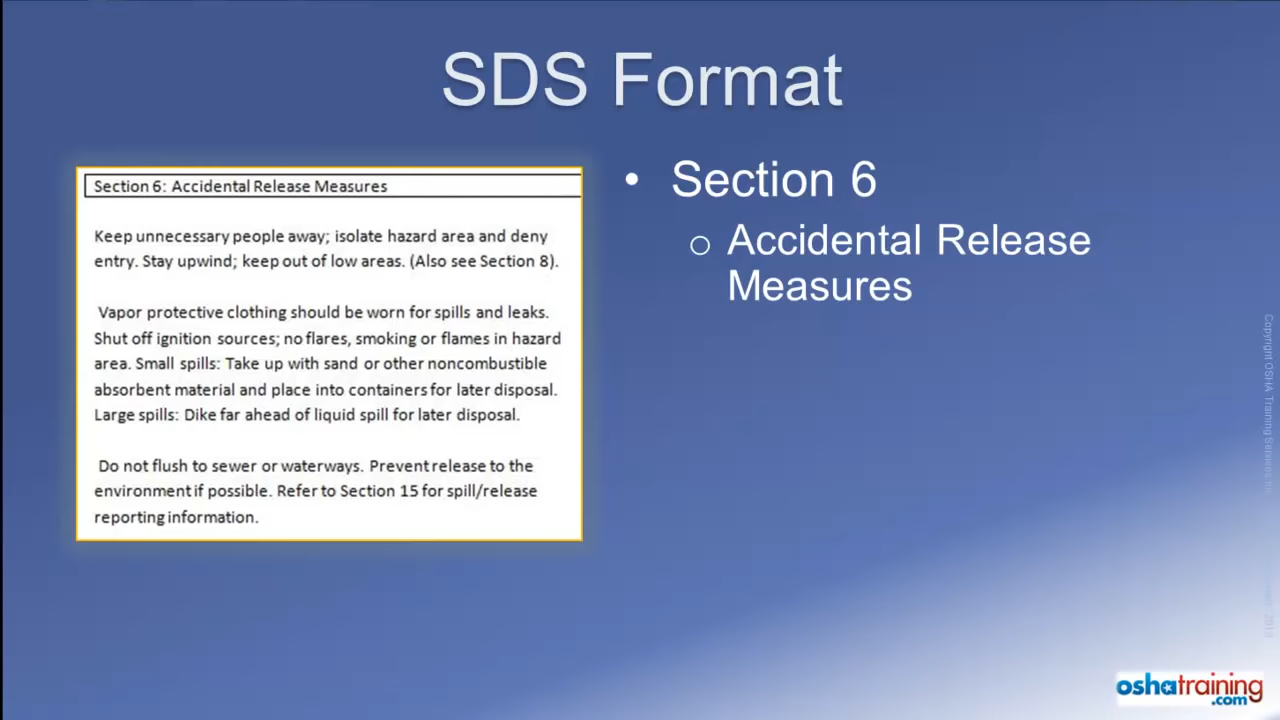 SDS Format
Section 6: Accidental Release Measures
Keep unnecessary people away; isolate hazard area and deny
entry. Stay upwind; keep out of low areas. (Also see Section 8).
Vapor protective clothing should be worn for spills and leaks.
Shut off ignition sources; no flares, smoking or flames in hazard
area. Small spills: Take up with sand or other noncombustible
absorbent material and place into containers for later disposal.
Large spills: Dike far ahead of liquid spill for later disposal.
Do not flush to sewer or waterways. Prevent release to the
environment if possible. Refer to Section 15 for spill/release
reporting information.
• Section 6
o Accidental Release
Measures
Copyright OSHA Training Services
oshatraining
.com